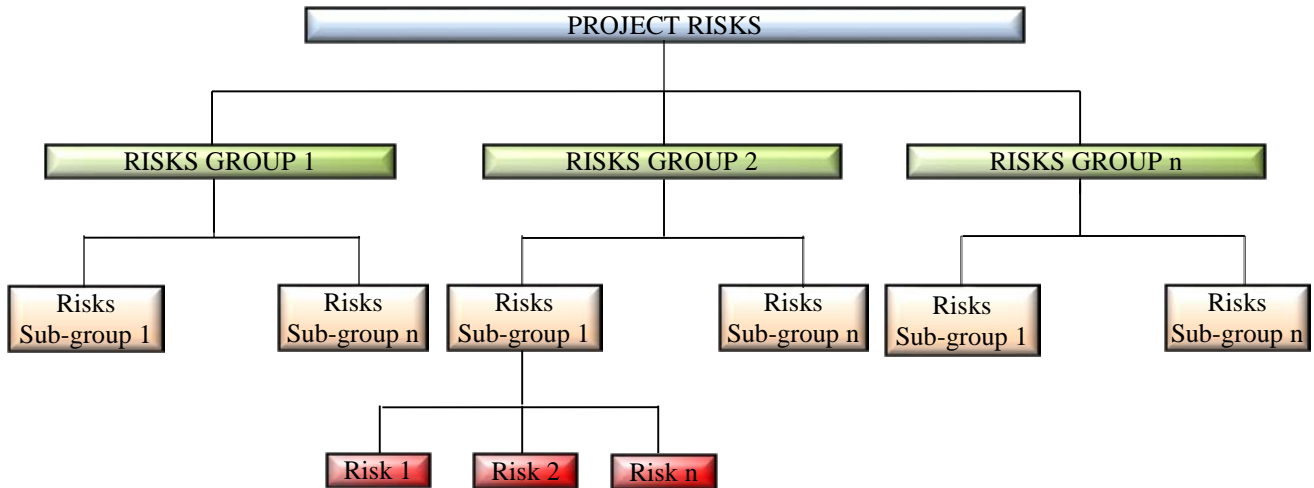 PROJECT RISKS
RISKS GROUP 1
RISKS GROUP 2
RISKS GROUP n
Risks
Sub-group 1
Risks
Sub-group n
Risks
Sub-group 1
Risks
Sub-group n
Risks
Sub-group 1
Risks
Sub-group n
Risk 1
Risk 2
Risk n